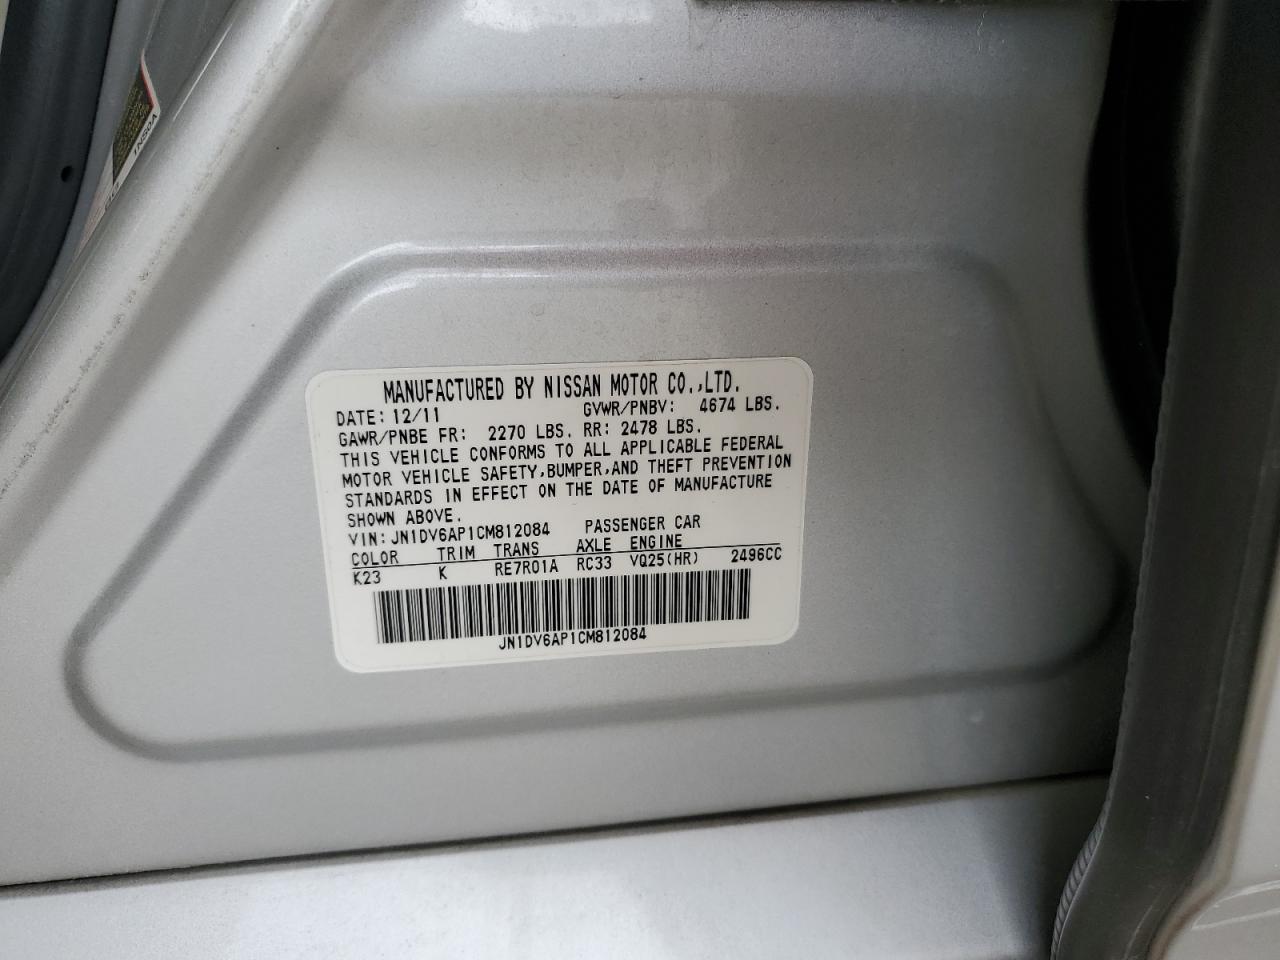 MANUFACTURED BY NISSAN MOTOR CO.,LTD.
DATE: 12/11 GVWR/PNBV: 4674 LBS.
GAWR/PNBE FR: 2270 LBS. RR: 2478 LBS.
THIS VEHICLE CONFORMS TO ALL APPLICABLE FEDERAL
MOTOR VEHICLE SAFETY,BUMPER,AND THEFT PREVENTION
STANDARDS IN EFFECT ON THE DATE OF MANUFACTURE
SHOWN ABOVE.
VIN: JN1DV6AP1CM812084 PASSENGER CAR
COLOR TRIM TRANS AXLE ENGINE
K23 K RE7R01A RC33 VQ25(HR) 2496CC
JN1DV6AP1CM812084
1NS0A